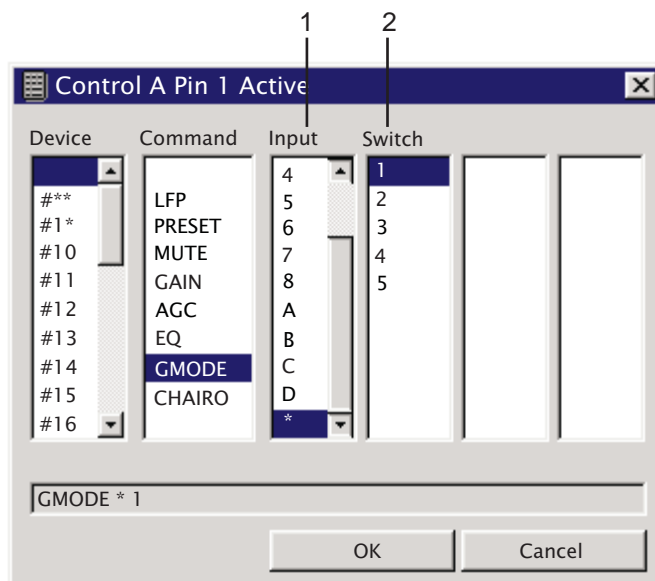 1 2
Control A Pin 1 Active
Device Command Input Switch
4 1
#** LFP 5 2
#1* PRESET 6 3
#10 MUTE 7 4
#11 GAIN 8 5
#12 AGC A
#13 EQ B
#14 GMODE C
#15 CHAIRO D
#16 *
GMODE * 1
OK Cancel